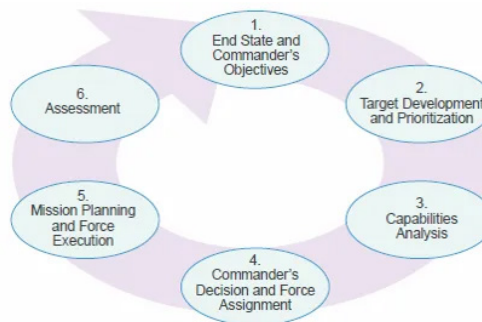 1.
End State and
Commander's
Objectives
2.
Target Development
and Prioritization
3.
Capabilities
Analysis
4.
Commander's
Decision and Force
Assignment
5.
Mission Planning
and Force
Execution
6.
Assessment